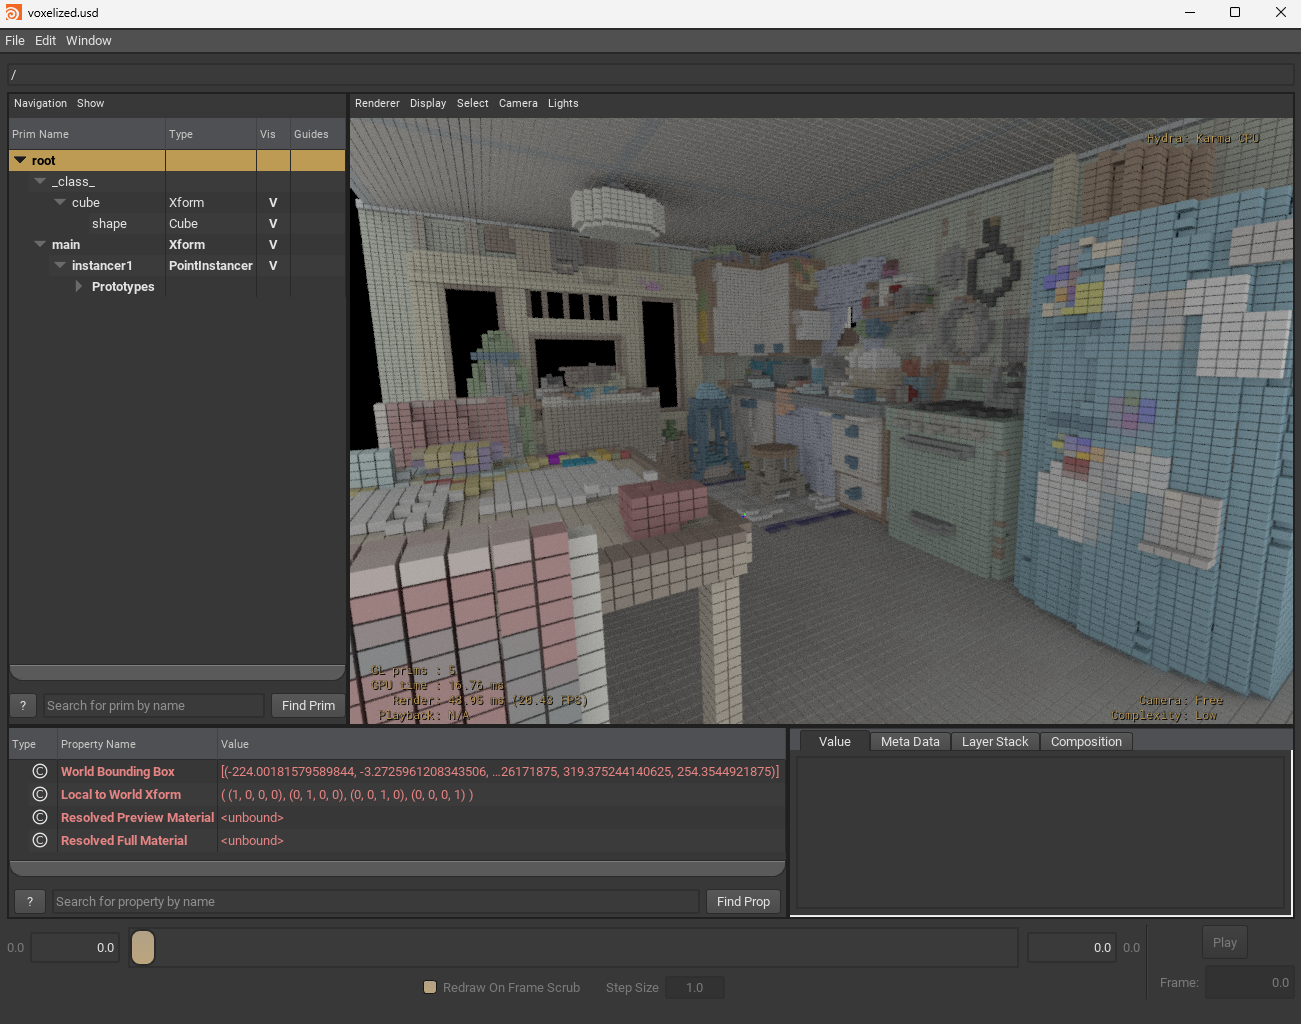 voxelized.usd
File Edit Window
/
Navigation Show
Renderer Display Select Camera Lights
Prim Name Type Vis Guides
Hydra: Karma CPU
root
_class_
cube Xform V
shape Cube V
main Xform V
instancer1 PointInstancer V
Prototypes
GL prims : 5
GPU time : 16.76 ms
Render: 48.95 ms (20.43 FPS)
Playback: N/A
Camera: Free
Complexity: Low
? Search for prim by name Find Prim
Type Property Name Value
Value Meta Data Layer Stack Composition
© World Bounding Box [(-224.00181579589844, -3.2725961208343506, ...26171875, 319.375244140625, 254.3544921875)]
© Local to World Xform ( (1, 0, 0, 0), (0, 1, 0, 0), (0, 0, 1, 0), (0, 0, 0, 1) )
© Resolved Preview Material <unbound>
© Resolved Full Material <unbound>
? Search for property by name Find Prop
0.0 0.0 0.0 0.0 Play
Redraw On Frame Scrub Step Size 1.0 Frame: 0.0